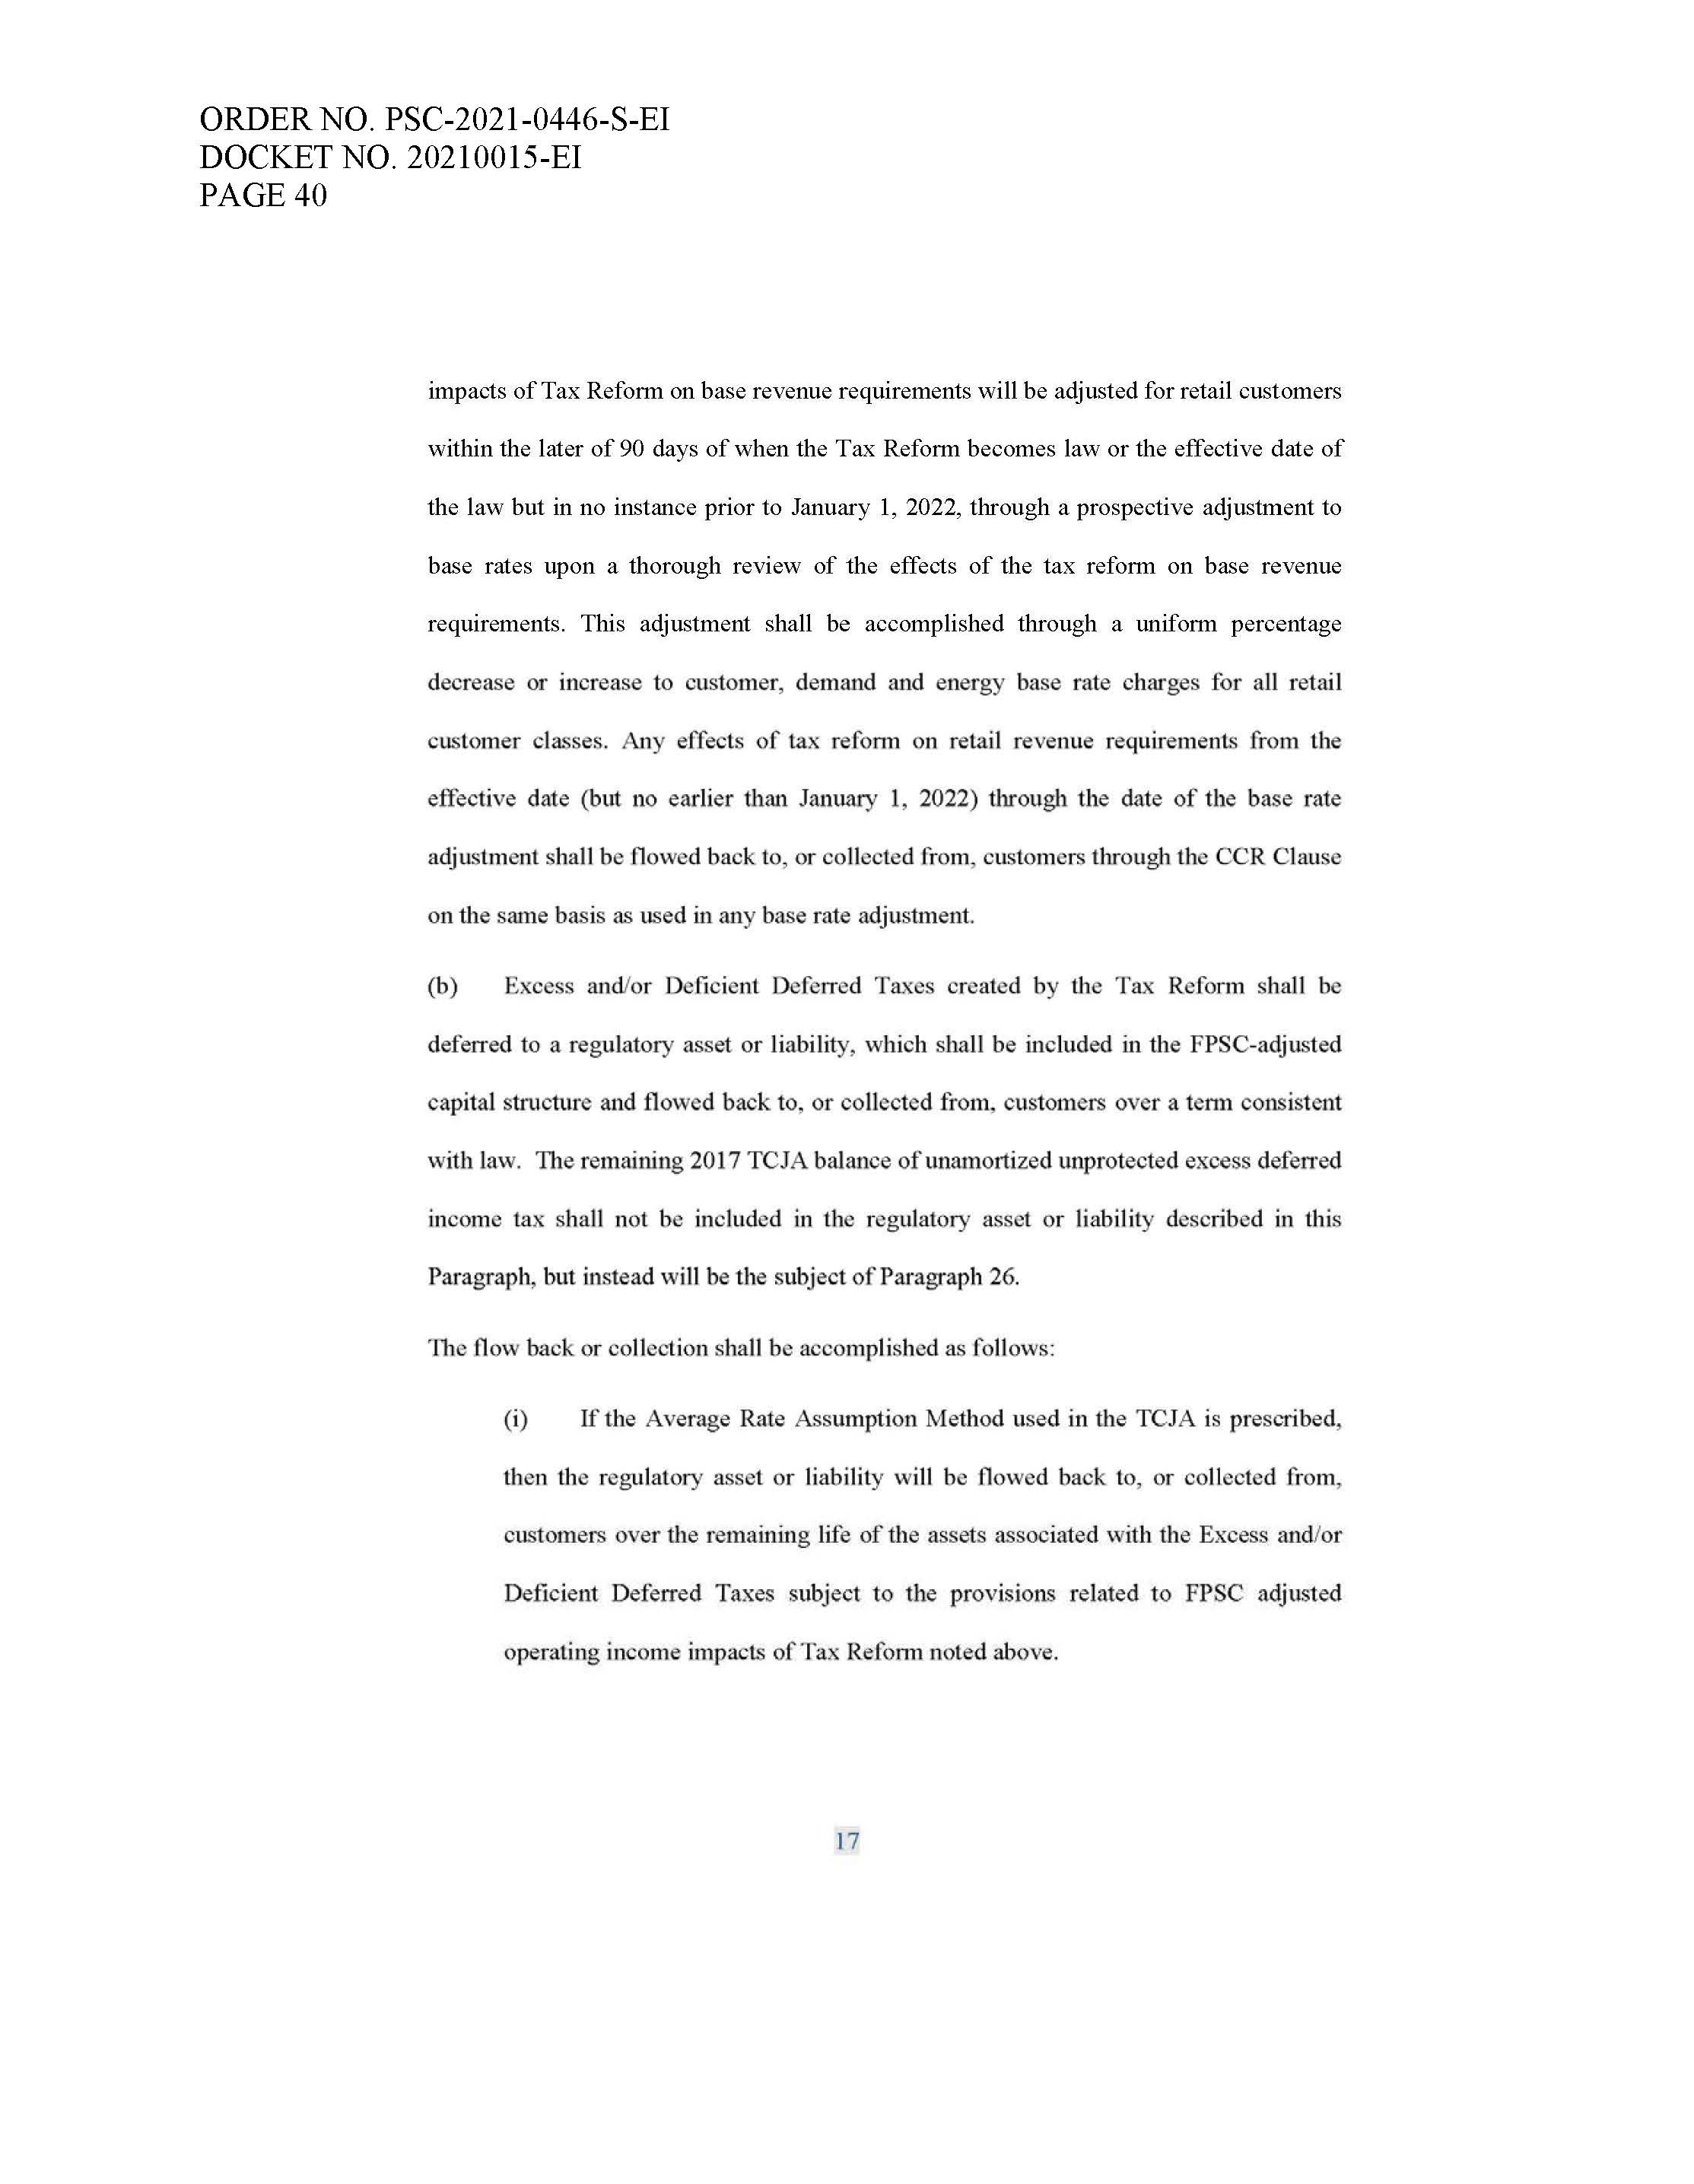 ORDER NO. PSC-2021-0446-S-EI
DOCKET NO. 20210015-EI
PAGE 40
impacts of Tax Reform on base revenue requirements will be adjusted for retail customers
within the later of 90 days of when the Tax Reform becomes law or the effective date of
the law but in no instance prior to January 1, 2022, through a prospective adjustment to
base rates upon a thorough review of the effects of the tax reform on base revenue
requirements. This adjustment shall be accomplished through a uniform percentage
decrease or increase to customer, demand and energy base rate charges for all retail
customer classes. Any effects of tax reform on retail revenue requirements from the
effective date (but no earlier than January 1, 2022) through the date of the base rate
adjustment shall be flowed back to, or collected from, customers through the CCR Clause
on the same basis as used in any base rate adjustment.
(b) Excess and/or Deficient Deferred Taxes created by the Tax Reform shall be
deferred to a regulatory asset or liability, which shall be included in the FPSC-adjusted
capital structure and flowed back to, or collected from, customers over a term consistent
with law. The remaining 2017 TCJA balance of unamortized unprotected excess deferred
income tax shall not be included in the regulatory asset or liability described in this
Paragraph, but instead will be the subject of Paragraph 26.
The flow back or collection shall be accomplished as follows:
(i) If the Average Rate Assumption Method used in the TCJA is prescribed,
then the regulatory asset or liability will be flowed back to, or collected from,
customers over the remaining life of the assets associated with the Excess and/or
Deficient Deferred Taxes subject to the provisions related to FPSC adjusted
operating income impacts of Tax Reform noted above.
17